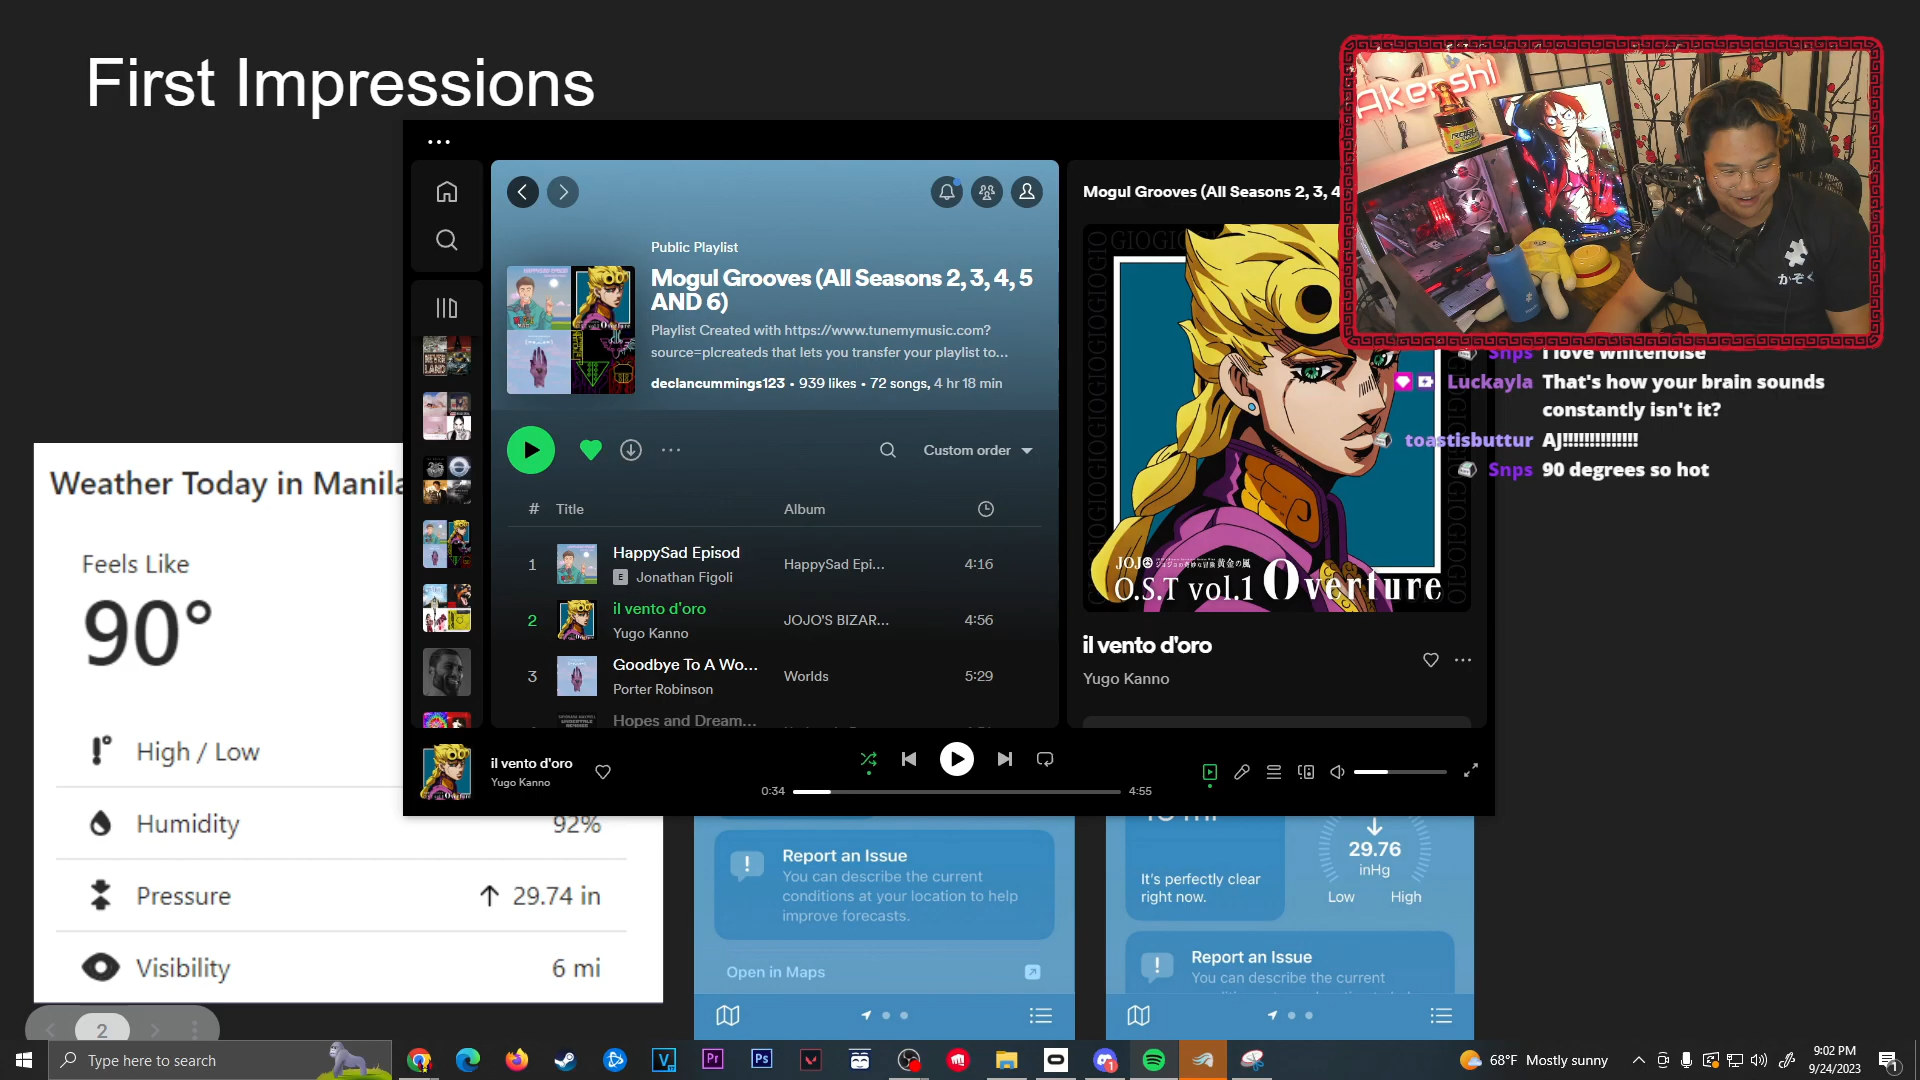 First Impressions
Akenshi
Public Playlist
Mogul Grooves (All Seasons 2, 3, 4, 5
AND 6)
Playlist Created with https://www.tunemymusic.com?
source=plcreateds that lets you transfer your playlist to...
declancummings123 • 939 likes • 72 songs, 4 hr 18 min
Mogul Grooves (All Seasons 2, 3, 4
GIOGIOGIO
JOJO
O.S.T vol.1 Overture
かぞく
Custom order
# Title Album
1 HappySad Episod HappySad Epi... 4:16
E Jonathan Figoli
2 il vento d'oro JOJO'S BIZAR... 4:56
Yugo Kanno
3 Goodbye To A Wo... Worlds 5:29
Porter Robinson
Hopes and Dream...
il vento d'oro
Yugo Kanno
il vento d'oro
Yugo Kanno
0:34
4:55
Snps I love whitenoise
Luckayla That's how your brain sounds
constantly isn't it?
toastisbuttur AJ!!!!!!!!!!!!!!
Snps 90 degrees so hot
Weather Today in Manila
Feels Like
90°
High / Low
Humidity 92%
Pressure ↑ 29.74 in
Visibility 6 mi
2
Report an Issue
You can describe the current
conditions at your location to help
improve forecasts.
Open in Maps
It's perfectly clear
right now.
29.76
inHg
Low High
Report an Issue
You can describe the current
Type here to search
68°F Mostly sunny
9:02 PM
9/24/2023